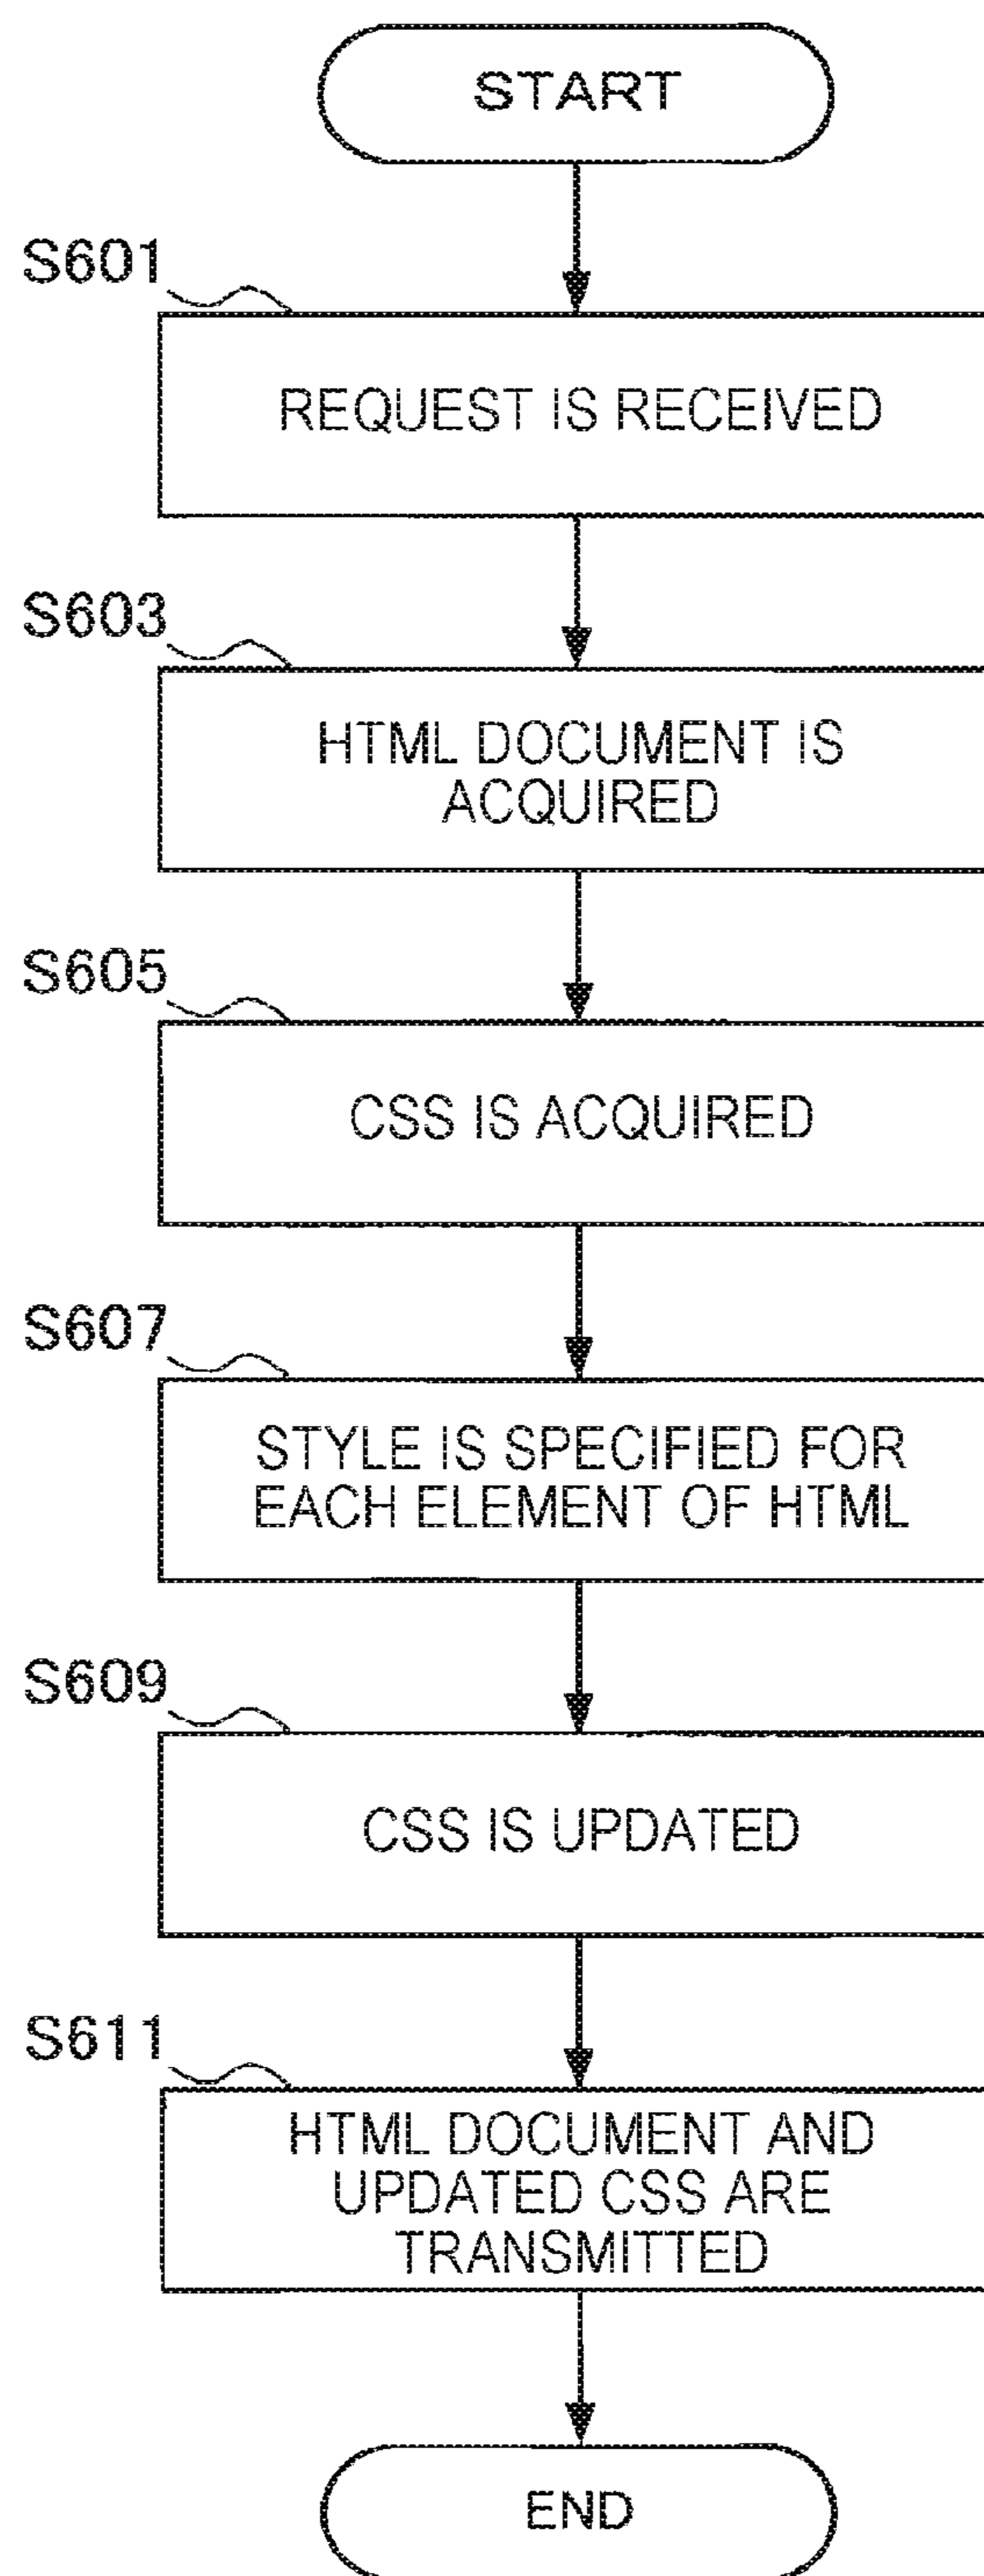 START
S601
REQUEST IS RECEIVED
S603
HTML DOCUMENT IS
ACQUIRED
S605
CSS IS ACQUIRED
S607
STYLE IS SPECIFIED FOR
EACH ELEMENT OF HTML
S609
CSS IS UPDATED
S611
HTML DOCUMENT AND
UPDATED CSS ARE
TRANSMITTED
END